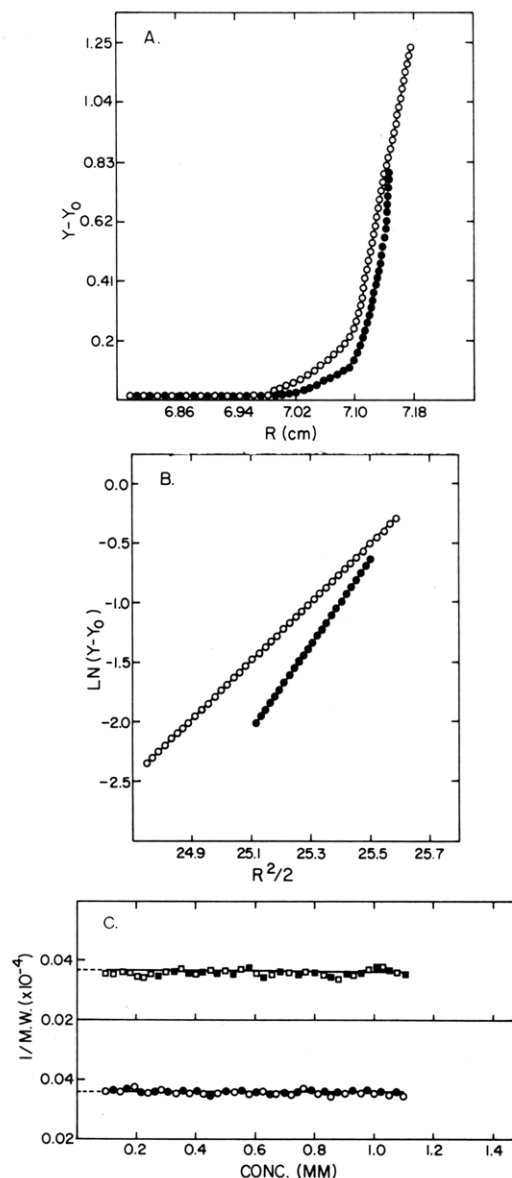 A.
1.25
1.04
0.83
0.62
0.41
0.2
Y-Y0
6.86 6.94 7.02 7.10 7.18
R (cm)
B.
0.0
-0.5
-1.0
-1.5
-2.0
-2.5
LN (Y-Y0)
24.9 25.1 25.3 25.5 25.7
R2/2
C.
0.04
0.02
0.04
0.02
1/M.W. (x10-4)
0.2 0.4 0.6 0.8 1.0 1.2 1.4
CONC. (MM)